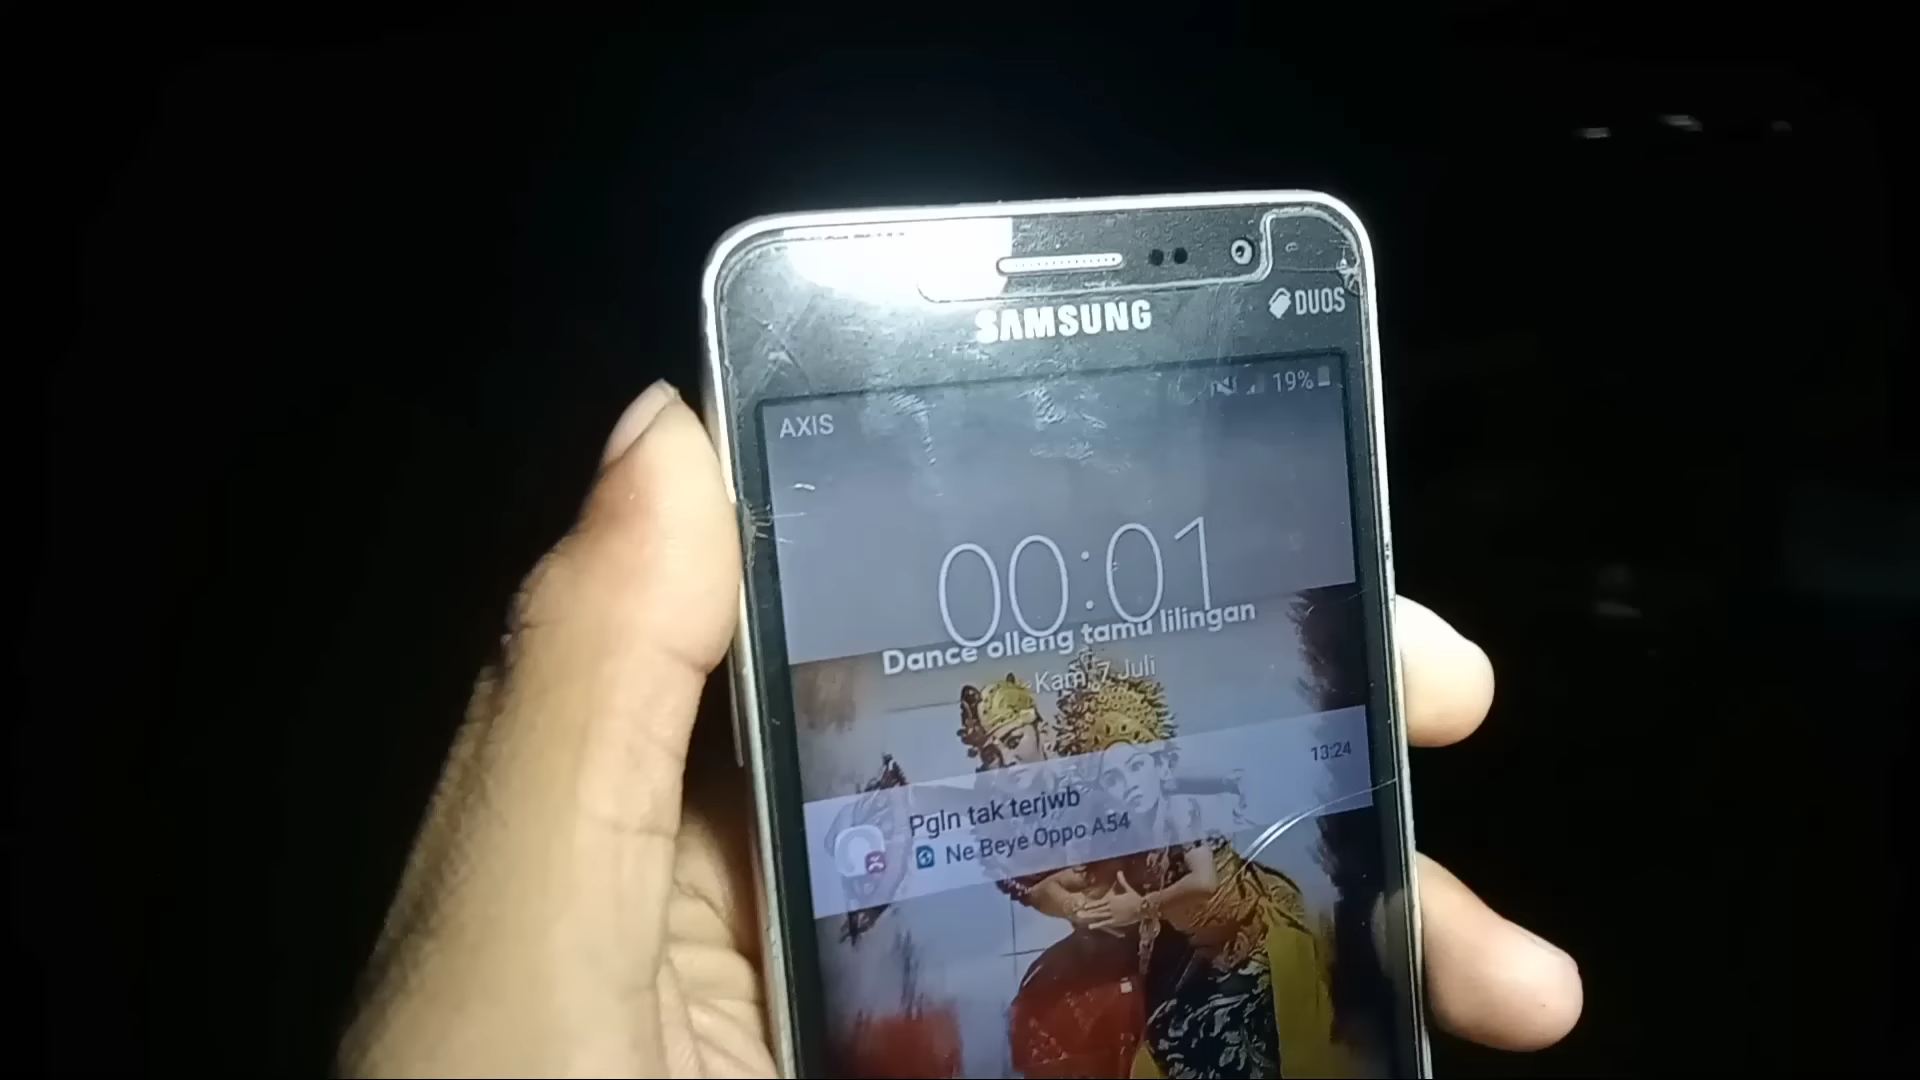 SAMSUNG
DUOS
19%
AXIS
00:01
Dance olleng tamu lilingan
Kam, 7 Juli
13:24
Pgln tak terjwb
Ne Beye Oppo A54